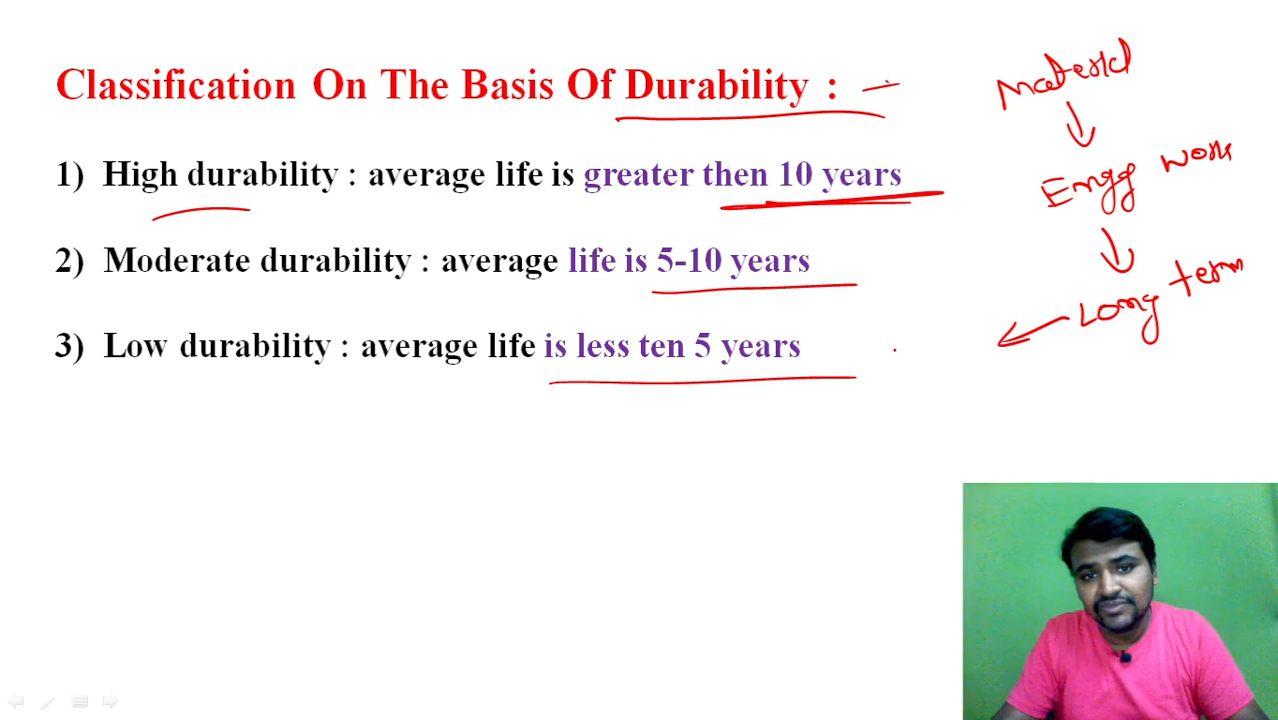 Classification On The Basis Of Durability :
1) High durability : average life is greater then 10 years
2) Moderate durability : average life is 5-10 years
3) Low durability : average life is less ten 5 years
Material
Engg work
Long term